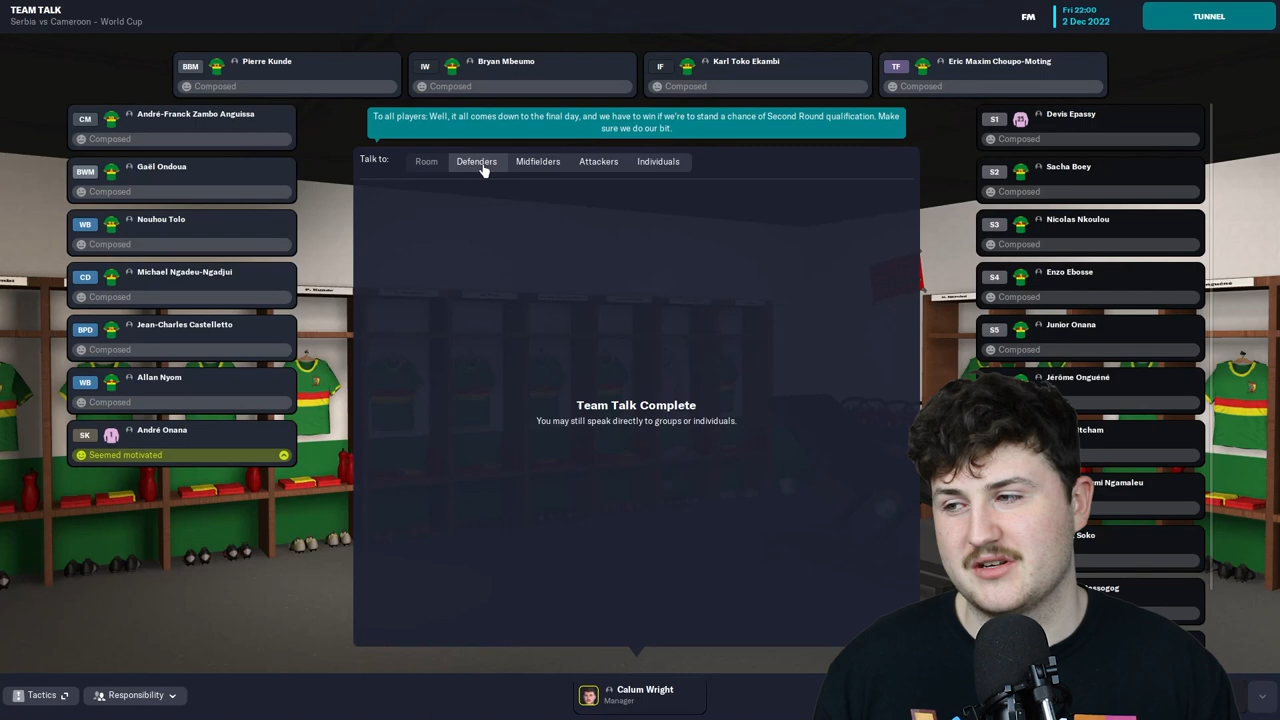 TEAM TALK
Serbia vs Cameroon - World Cup
FM
Fri 22:00
2 Dec 2022
TUNNEL
BBM
Pierre Kunde
Composed
IW
Bryan Mbeumo
Composed
IF
Karl Toko Ekambi
Composed
TF
Eric Maxim Choupo-Moting
Composed
CM
André-Franck Zambo Anguissa
Composed
BWM
Gaël Ondoua
Composed
WB
Nouhou Tolo
Composed
CD
Michael Ngadeu-Ngadjui
Composed
BPD
Jean-Charles Castelletto
Composed
WB
Allan Nyom
Composed
SK
André Onana
Seemed motivated
To all players: Well, it all comes down to the final day, and we have to win if we're to stand a chance of Second Round qualification. Make
sure we do our bit.
Talk to:
Room
Defenders
Midfielders
Attackers
Individuals
Team Talk Complete
You may still speak directly to groups or individuals.
S1
Devis Epassy
Composed
S2
Sacha Boey
Composed
S3
Nicolas Nkoulou
Composed
S4
Enzo Ebosse
Composed
S5
Junior Onana
Composed
Jérôme Onguéné
Soko
Tactics
Responsibility
Calum Wright
Manager